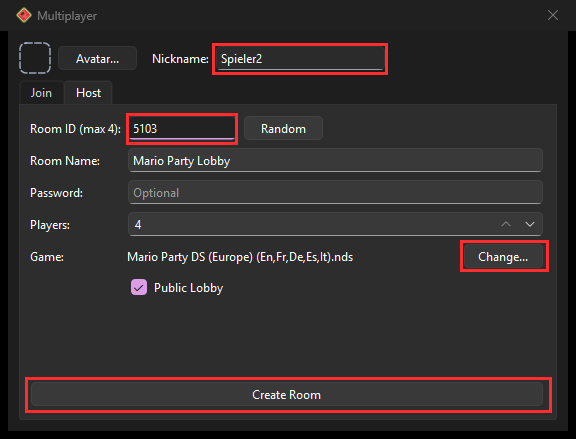 Multiplayer
Avatar... Nickname: Spieler2
Join Host
Room ID (max 4): 5103 Random
Room Name: Mario Party Lobby
Password: Optional
Players: 4
Game: Mario Party DS (Europe) (En,Fr,De,Es,It).nds Change...
Public Lobby
Create Room